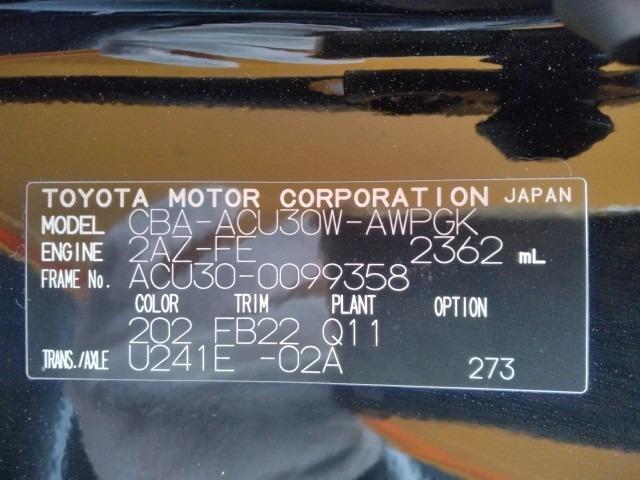 TOYOTA MOTOR CORPORATION JAPAN
MODEL CBA-ACU30W-AWPGK
ENGINE 2AZ-FE 2362 mL
FRAME No. ACU30-0099358
COLOR TRIM PLANT OPTION
202 FB22 Q11
TRANS./AXLE U241E -02A 273